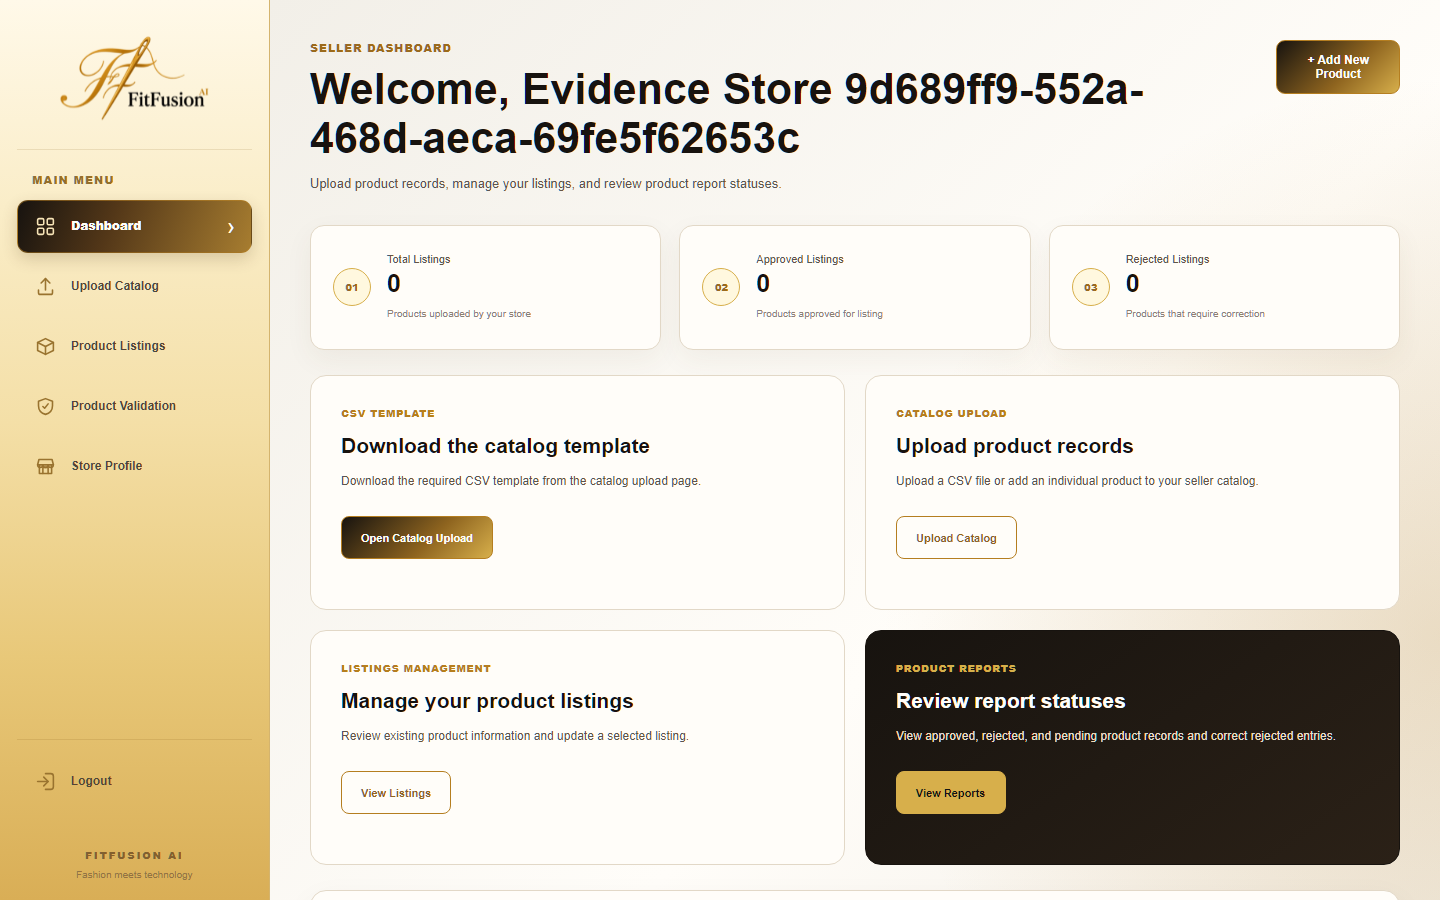 FitFusion AI
MAIN MENU
Dashboard
Upload Catalog
Product Listings
Product Validation
Store Profile
Logout
FITFUSION AI
Fashion meets technology
SELLER DASHBOARD
Welcome, Evidence Store 9d689ff9-552a-
468d-aeca-69fe5f62653c
Upload product records, manage your listings, and review product report statuses.
+ Add New
Product
01
Total Listings
0
Products uploaded by your store
02
Approved Listings
0
Products approved for listing
03
Rejected Listings
0
Products that require correction
CSV TEMPLATE
Download the catalog template
Download the required CSV template from the catalog upload page.
Open Catalog Upload
CATALOG UPLOAD
Upload product records
Upload a CSV file or add an individual product to your seller catalog.
Upload Catalog
LISTINGS MANAGEMENT
Manage your product listings
Review existing product information and update a selected listing.
View Listings
PRODUCT REPORTS
Review report statuses
View approved, rejected, and pending product records and correct rejected entries.
View Reports